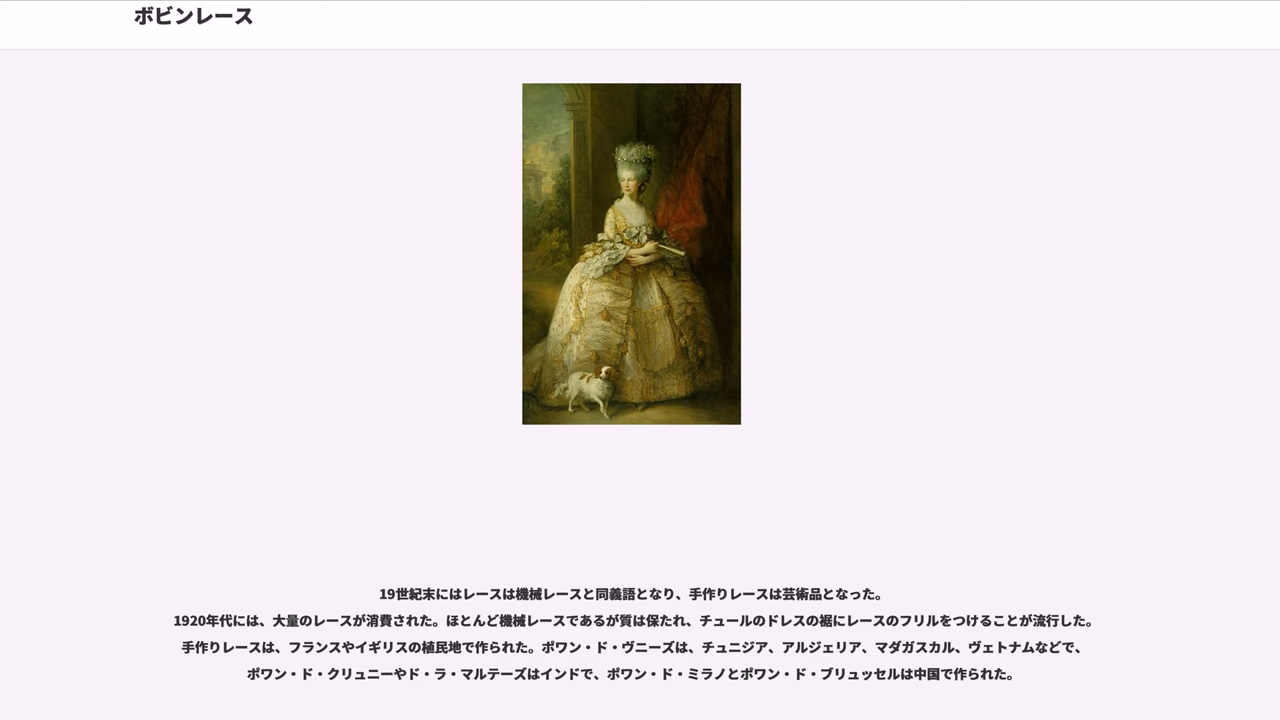 ボビンレース
19世紀末にはレースは機械レースと同義語となり、手作りレースは芸術品となった。
1920年代には、大量のレースが消費された。ほとんど機械レースであるが質は保たれ、チュールのドレスの裾にレースのフリルをつけることが流行した。
手作りレースは、フランスやイギリスの植民地で作られた。ポワン・ド・ヴニーズは、チュニジア、アルジェリア、マダガスカル、ヴェトナムなどで、
ポワン・ド・クリュニーやド・ラ・マルテーズはインドで、ポワン・ド・ミラノとポワン・ド・ブリュッセルは中国で作られた。